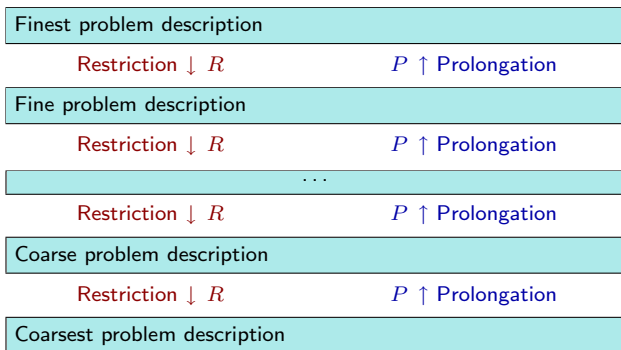 Finest problem description
Restriction ↓ R P ↑ Prolongation
Fine problem description
Restriction ↓ R P ↑ Prolongation
...
Restriction ↓ R P ↑ Prolongation
Coarse problem description
Restriction ↓ R P ↑ Prolongation
Coarsest problem description